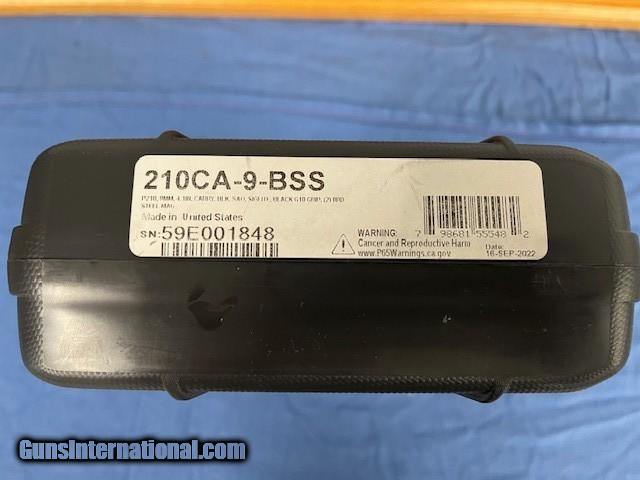 210CA-9-BSS
P210, 9MM, 4.1IN, CARRY, BLK, SAO, SIGLITE, BLACK G10 GRIP, (2) 8RD
STEEL MAG
Made in United States
SN:59E001848
WARNING:
Cancer and Reproductive Harm
www.P65Warnings.ca.gov
7 98681 55548 2
Date:
16-SEP-2022
GunsInternational.com